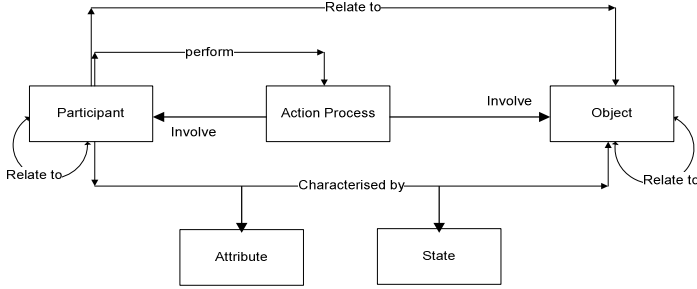 Relate to
perform
Participant
Action Process
Object
Involve
Involve
Relate to
Relate to
Characterised by
Attribute
State